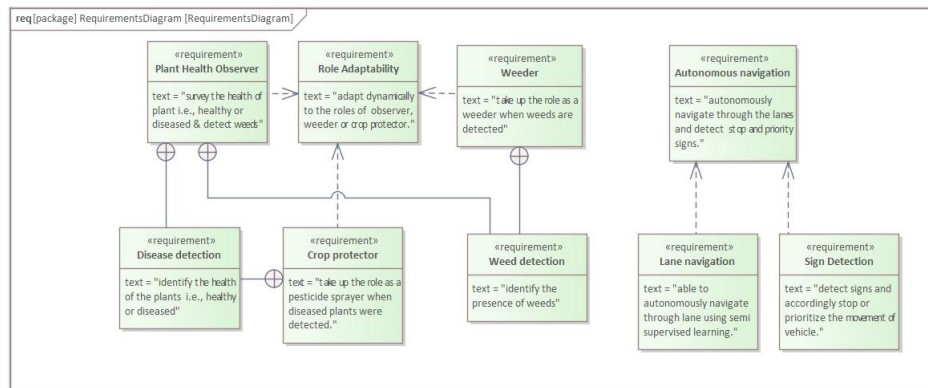 req [package] RequirementsDiagram [RequirementsDiagram]
«requirement»
Plant Health Observer
text = "survey the health of
plant i.e., healthy or
diseased & detect weeds"
«requirement»
Role Adaptability
text = "adapt dynamically
to the roles of observer,
weeder or crop protector."
«requirement»
Weeder
text = "take up the role as a
weeder when weeds are
detected"
«requirement»
Autonomous navigation
text = "autonomously
navigate through the lanes
and detect stop and priority
signs."
«requirement»
Disease detection
text = "identify the health
of the plants i.e., healthy
or diseased"
«requirement»
Crop protector
text = "take up the role as a
pesticide sprayer when
diseased plants were
detected."
«requirement»
Weed detection
text = "identify the
presence of weeds"
«requirement»
Lane navigation
text = "able to
autonomously navigate
through lane using semi
supervised learning."
«requirement»
Sign Detection
text = "detect signs and
accordingly stop or
prioritize the movement of
vehicle."